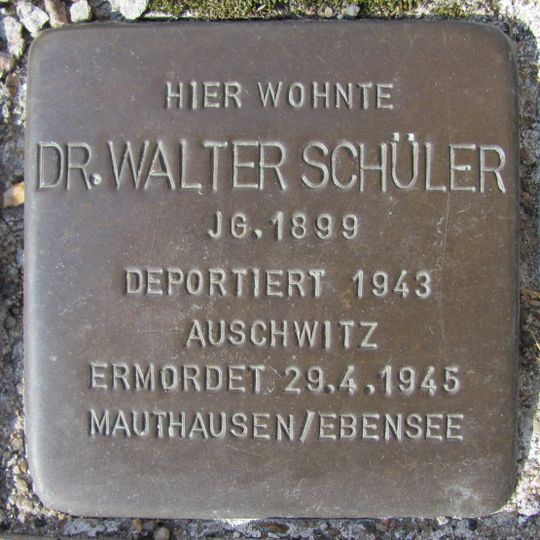 HIER WOHNTE
DR. WALTER SCHÜLER
JG. 1899
DEPORTIERT 1943
AUSCHWITZ
ERMORDET 29.4.1945
MAUTHAUSEN/EBENSEE